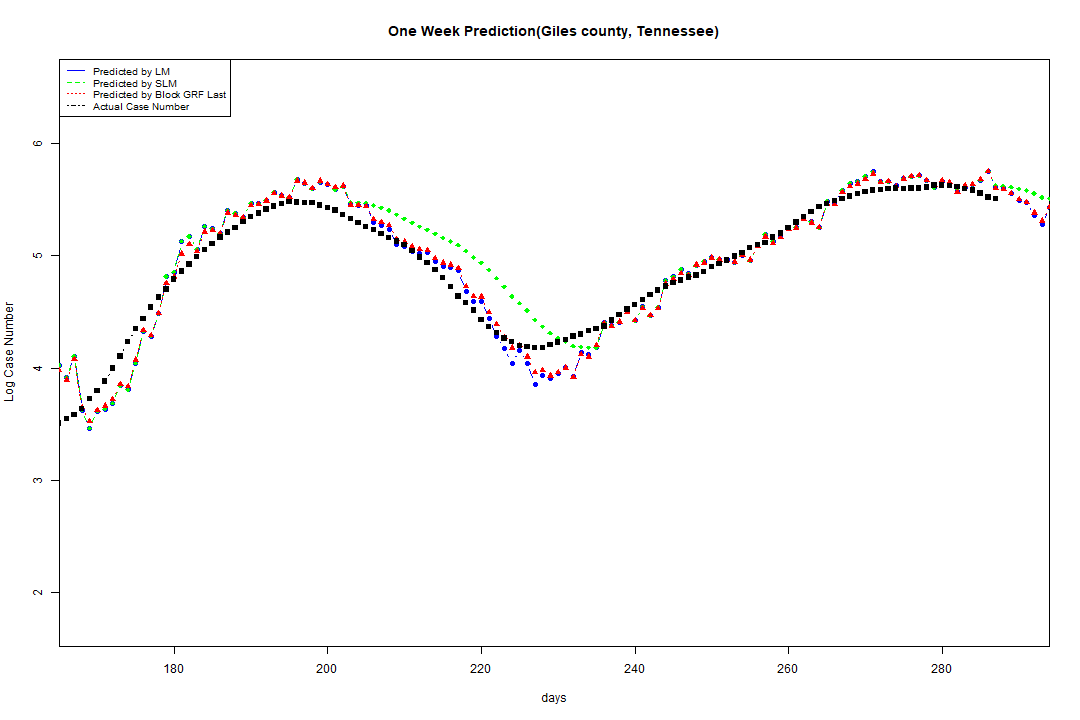 One Week Prediction(Giles county, Tennessee)
Predicted by LM
Predicted by SLM
Predicted by Block GRF Last
Actual Case Number
6
5
4
3
2
Log Case Number
180 200 220 240 260 280
days